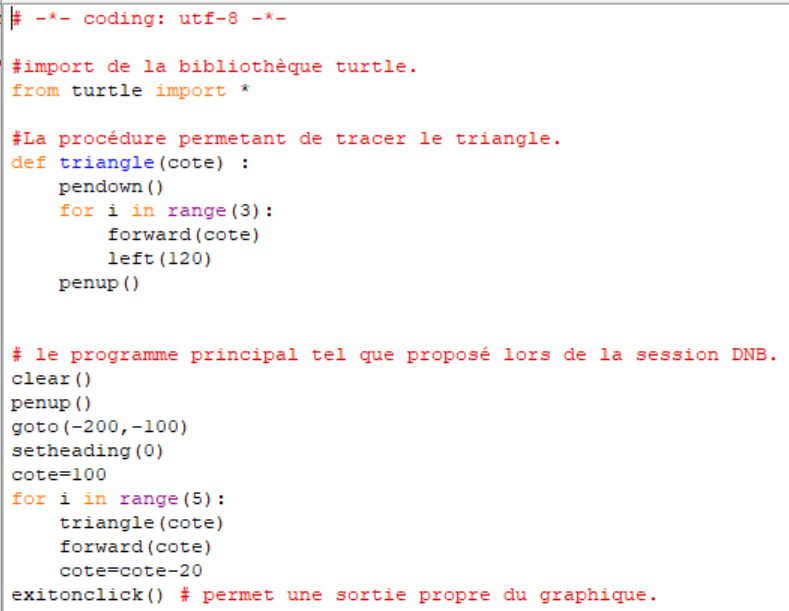 # -*- coding: utf-8 -*-
#import de la bibliothèque turtle.
from turtle import *
#La procédure permetant de tracer le triangle.
def triangle(cote) :
    pendown()
    for i in range(3):
        forward(cote)
        left(120)
    penup()
# le programme principal tel que proposé lors de la session DNB.
clear()
penup()
goto(-200,-100)
setheading(0)
cote=100
for i in range(5):
    triangle(cote)
    forward(cote)
    cote=cote-20
exitonclick() # permet une sortie propre du graphique.